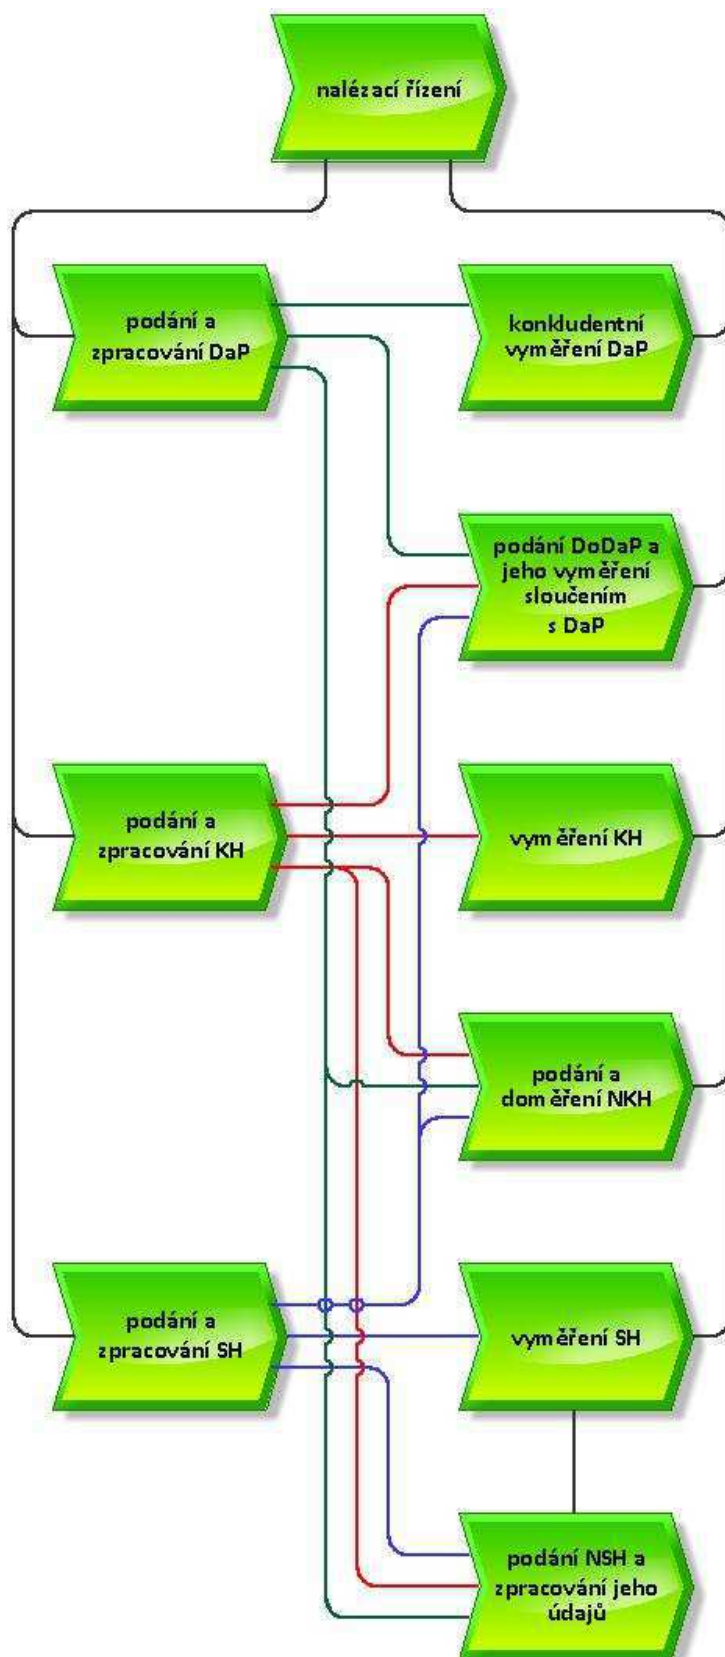 nalézací řízení
podání a
zpracování DaP
konkludentní
vyměření DaP
podání DoDaP a
jeho vyměření
sloučením
s DaP
podání a
zpracování KH
vyměření KH
podání a
doměření NKH
podání a
zpracování SH
vyměření SH
podání NSH a
zpracování jeho
údajů